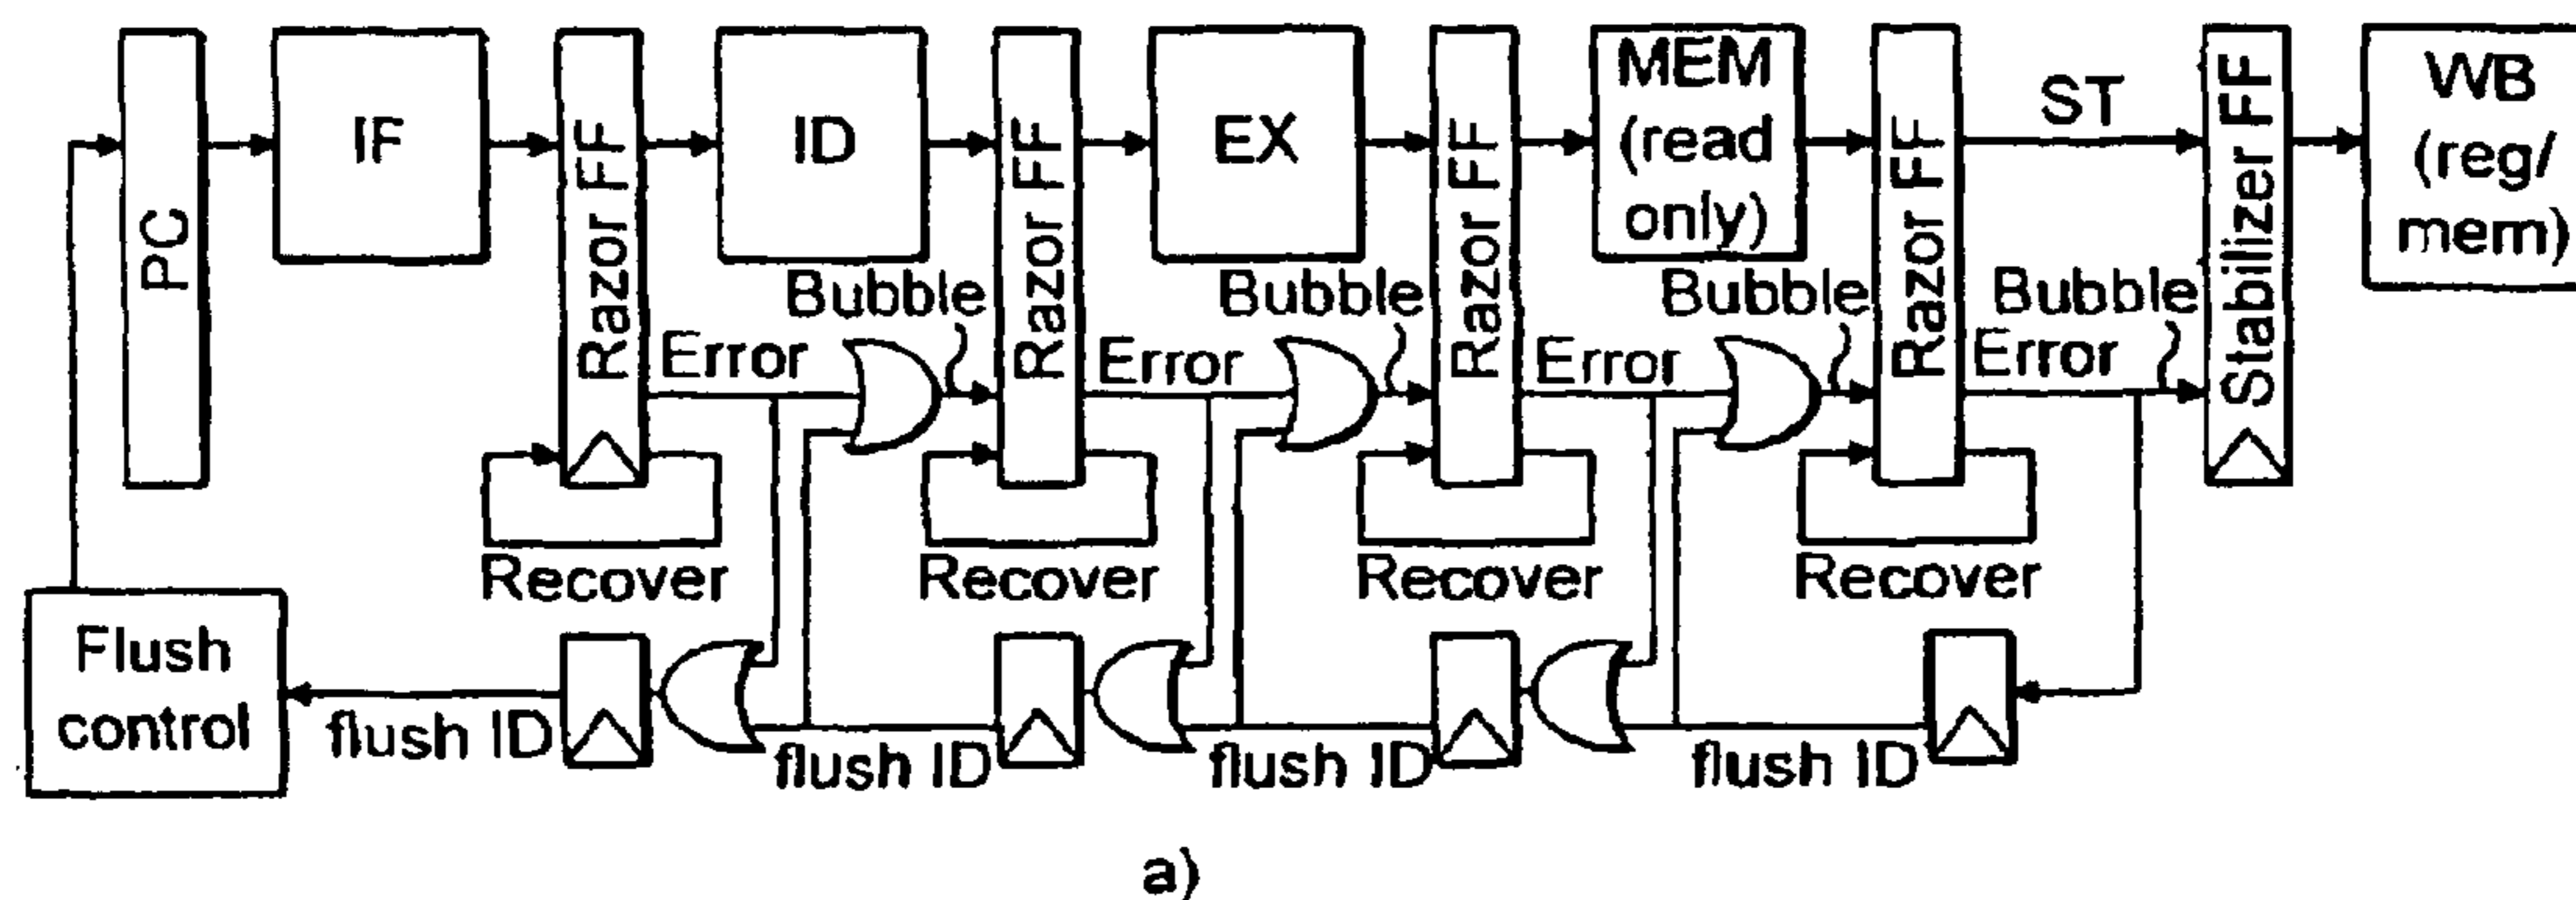 PC
IF
Razor FF
ID
Razor FF
EX
Razor FF
MEM
(read
only)
Razor FF
ST
Stabilizer FF
WB
(reg/
mem)
Bubble
Bubble
Bubble
Bubble
Error
Error
Error
Error
Recover
Recover
Recover
Recover
Flush
control
flush ID
flush ID
flush ID
flush ID
a)